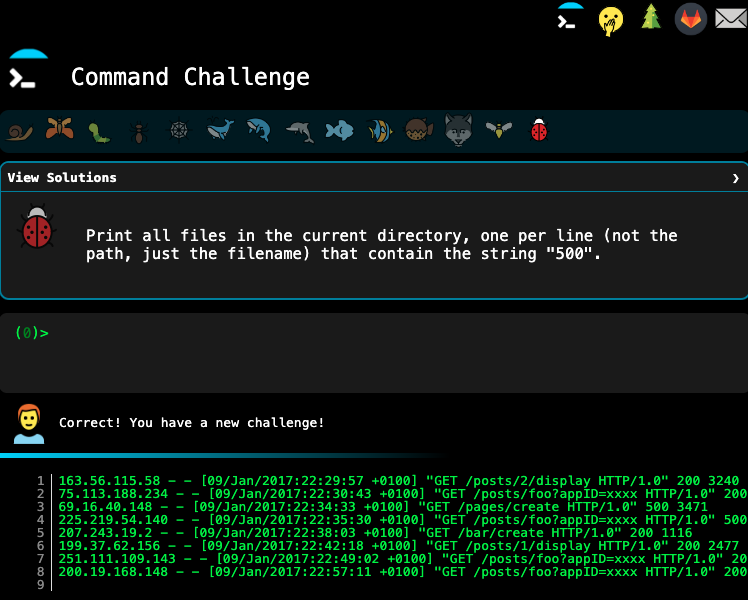 Command Challenge
View Solutions ❯
Print all files in the current directory, one per line (not the
path, just the filename) that contain the string "500".
(0)>
Correct! You have a new challenge!
1 163.56.115.58 – – [09/Jan/2017:22:29:57 +0100] "GET /posts/2/display HTTP/1.0" 200 3240
2 75.113.188.234 – – [09/Jan/2017:22:30:43 +0100] "GET /posts/foo?appID=xxxx HTTP/1.0" 200
3 69.16.40.148 – – [09/Jan/2017:22:34:33 +0100] "GET /pages/create HTTP/1.0" 500 3471
4 225.219.54.140 – – [09/Jan/2017:22:35:30 +0100] "GET /posts/foo?appID=xxxx HTTP/1.0" 500
5 207.243.19.2 – – [09/Jan/2017:22:38:03 +0100] "GET /bar/create HTTP/1.0" 200 1116
6 199.37.62.156 – – [09/Jan/2017:22:42:18 +0100] "GET /posts/1/display HTTP/1.0" 200 2477
7 251.111.109.143 – – [09/Jan/2017:22:49:02 +0100] "GET /posts/foo?appID=xxxx HTTP/1.0" 20
8 200.19.168.148 – – [09/Jan/2017:22:57:11 +0100] "GET /posts/foo?appID=xxxx HTTP/1.0" 200
9